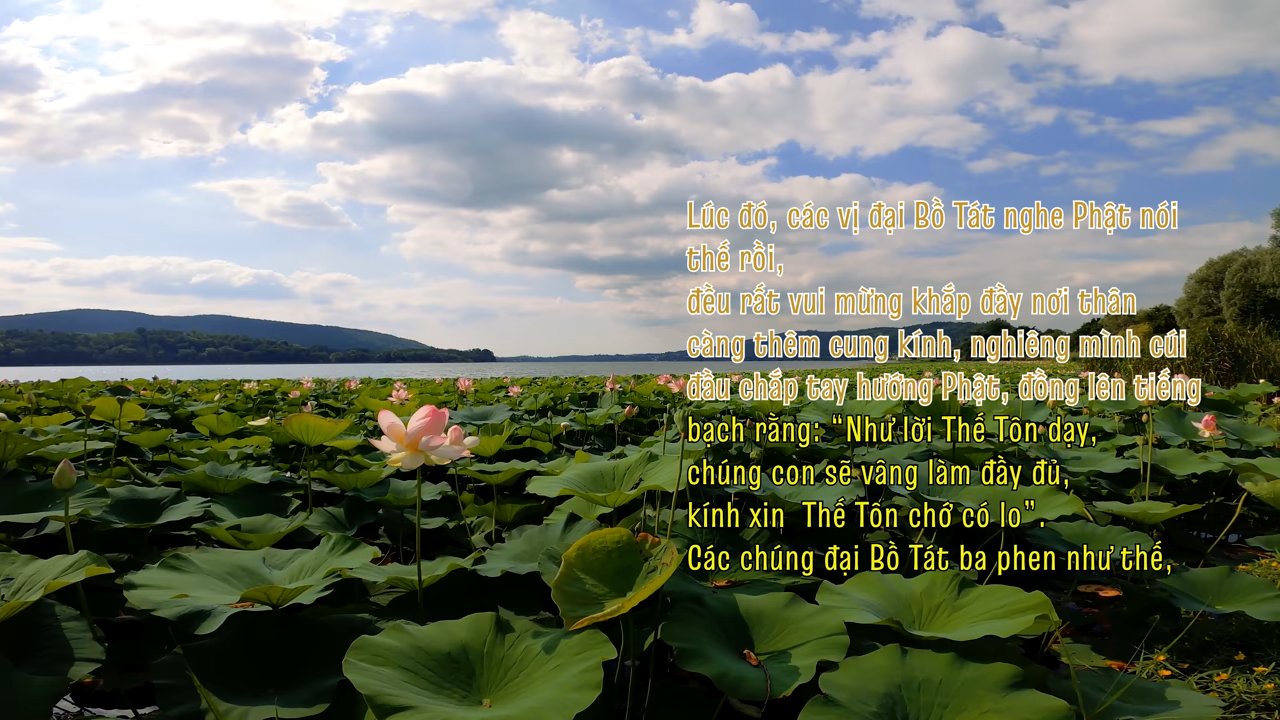 Lúc đó, các vị đại Bồ Tát nghe Phật nói
thế rồi,
đều rất vui mừng khắp đầy nơi thân
càng thêm cung kính, nghiêng mình cúi
đầu chắp tay hướng Phật, đồng lên tiếng
bạch rằng: “Như lời Thế Tôn dạy,
chúng con sẽ vâng làm đầy đủ,
kính xin  Thế Tôn chớ có lo”.
Các chúng đại Bồ Tát ba phen như thế,